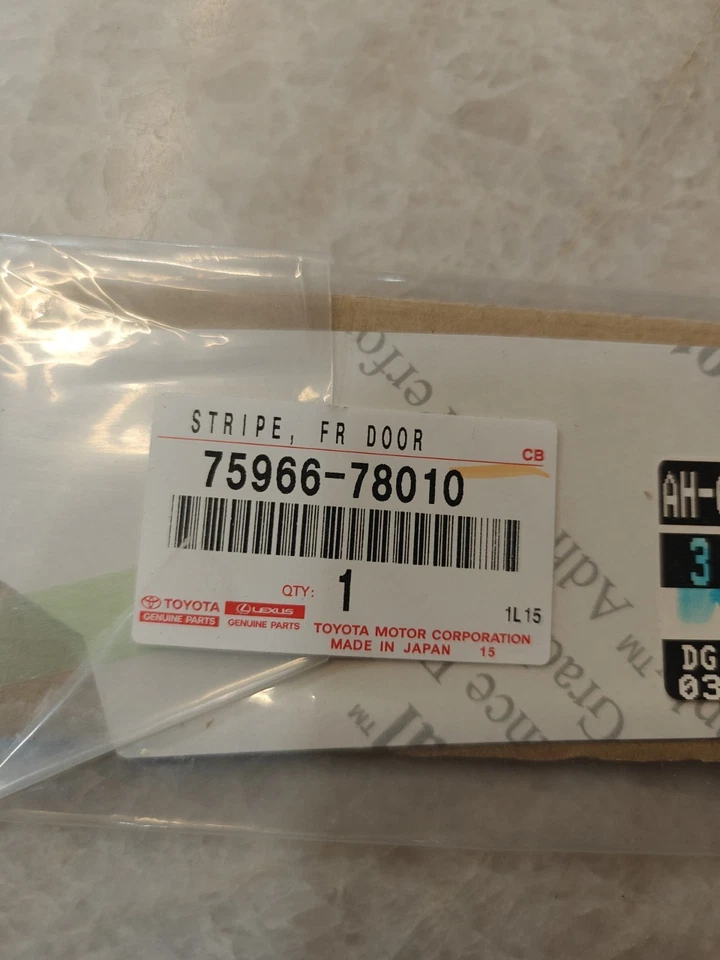 STRIPE, FR DOOR
CB
75966-78010
QTY: 1
1L15
TOYOTA
GENUINE PARTS
LEXUS
GENUINE PARTS
TOYOTA MOTOR CORPORATION
MADE IN JAPAN 15
AH-
3
DG
03